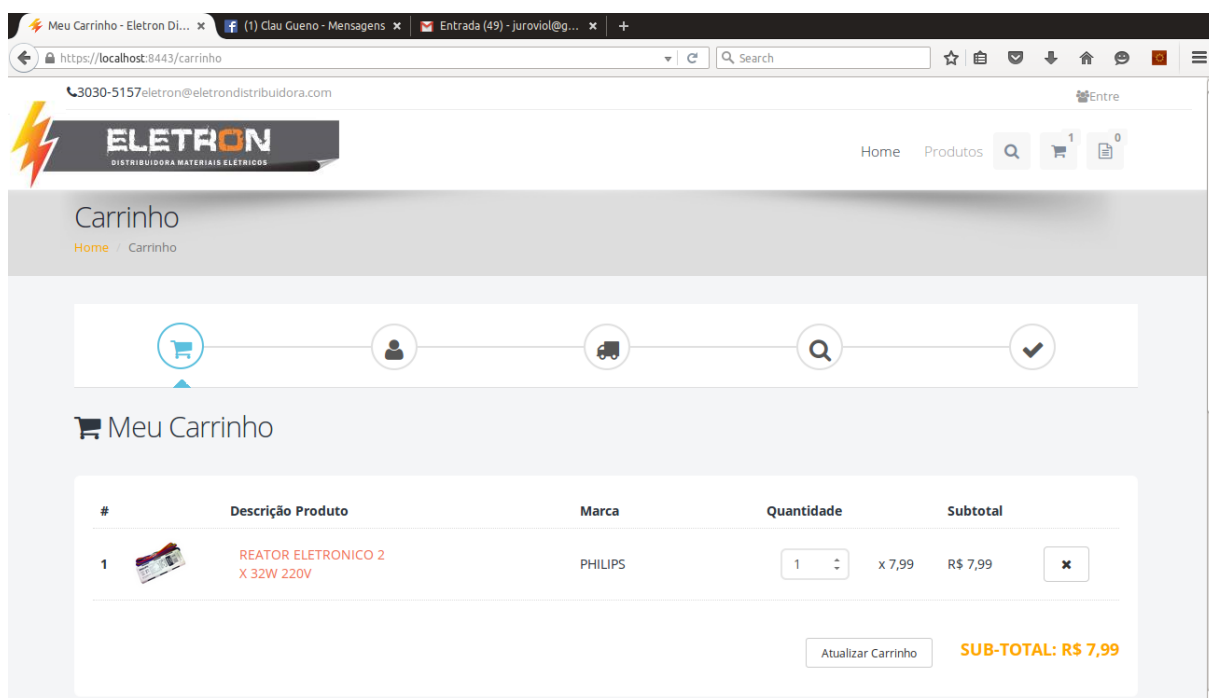 Meu Carrinho - Eletron Di...
(1) Clau Gueno - Mensagens
Entrada (49) - juroviol@g...
https://localhost:8443/carrinho
Search
3030-5157eletron@eletrondistribuidora.com
Entre
ELETRON
DISTRIBUIDORA MATERIAIS ELÉTRICOS
Home
Produtos
1
0
Carrinho
Home / Carrinho
Meu Carrinho
# Descrição Produto Marca Quantidade Subtotal
1 REATOR ELETRONICO 2 X 32W 220V PHILIPS 1 x 7,99 R$ 7,99
Atualizar Carrinho
SUB-TOTAL: R$ 7,99